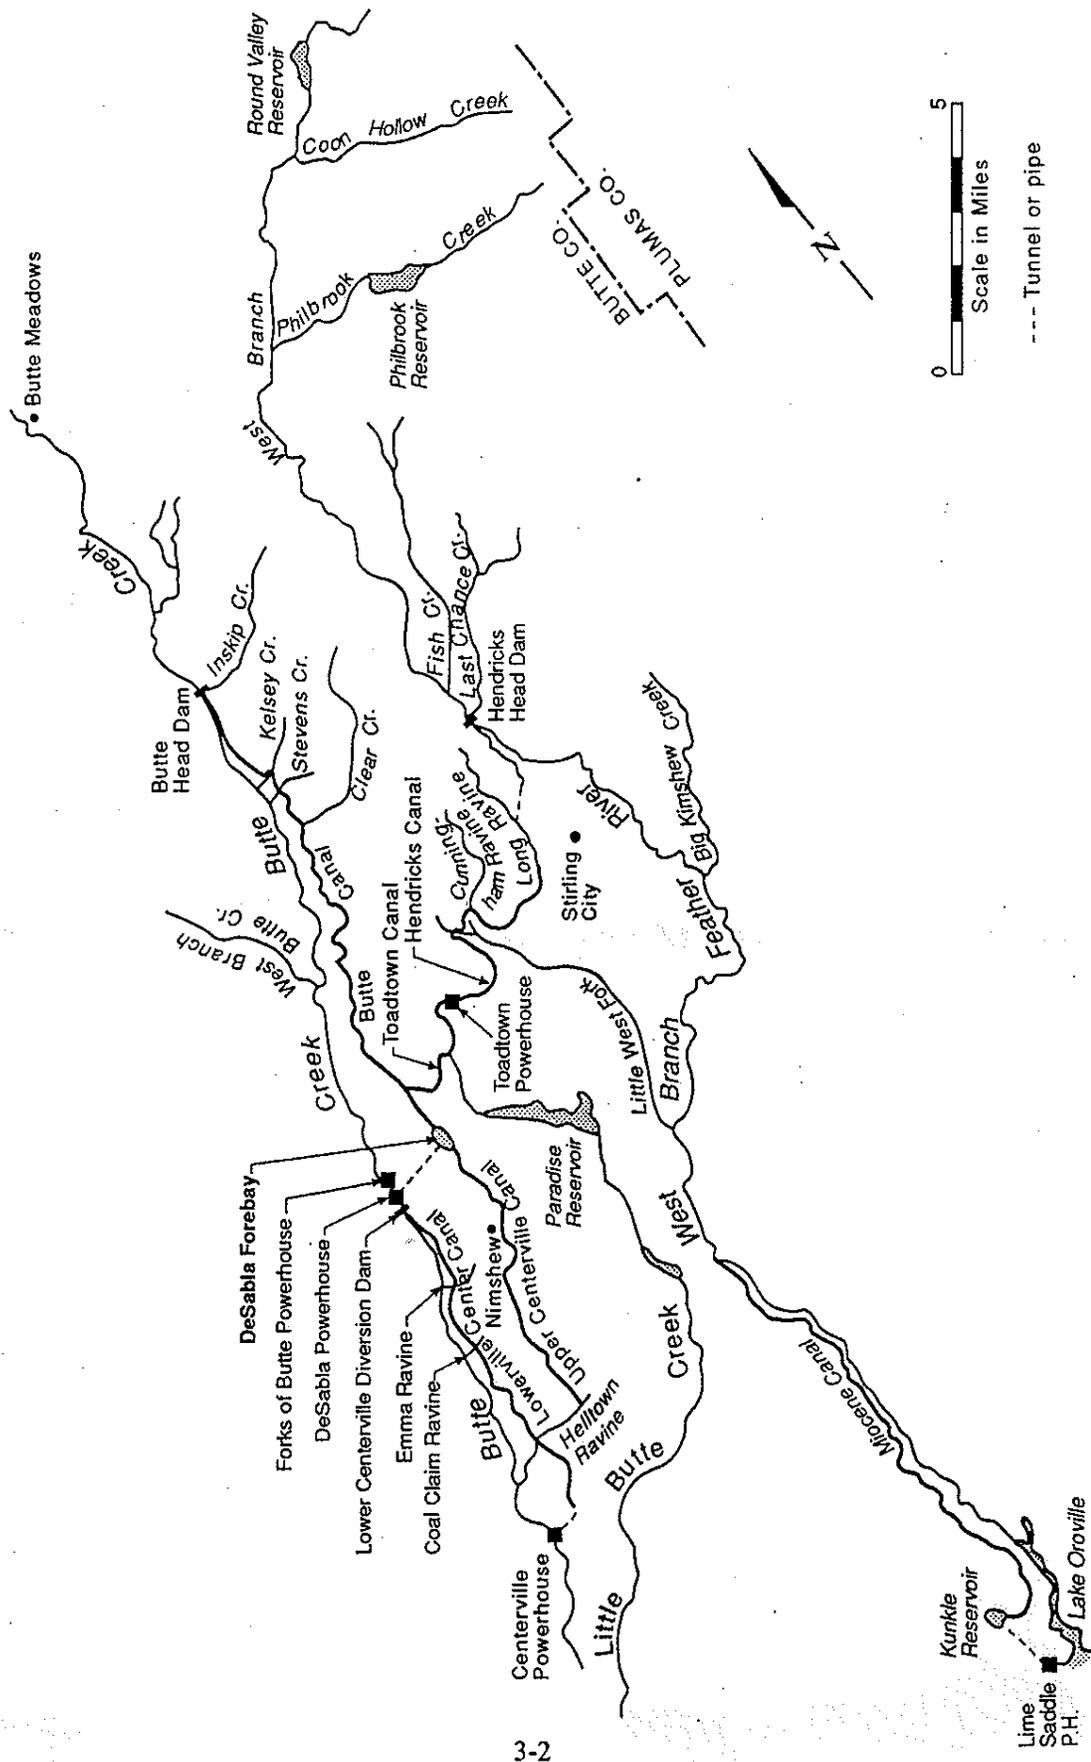 Round Valley
Reservoir
Coon Hollow Creek
Butte Meadows
Branch
Philbrook Creek
Philbrook
Reservoir
West
BUTTE CO.
PLUMAS CO.
N
0 5
Scale in Miles
--- Tunnel or pipe
Creek
Inskip Cr.
Kelsey Cr.
Stevens Cr.
Clear Cr.
Butte
Head Dam
Fish Cr.
Last Chance Cr.
Hendricks
Head Dam
Butte
Canal
Butte
West Branch
Butte Cr.
Creek
Toadtown Canal
Hendricks Canal
Cunning-
ham Ravine
Long Ravine
Stirling
City
River
Big Kimshew Creek
Feather
Toadtown
Powerhouse
Little West Fork
Branch
West
DeSabla Forebay
Forks of Butte Powerhouse
DeSabla Powerhouse
Lower Centerville Diversion Dam
Emma Ravine
Coal Claim Ravine
Paradise
Reservoir
Canal
Nimshew
Upper Centerville Canal
Helltown
Ravine
Butte
Centerville
Powerhouse
Little Butte Creek
Miocene Canal
Kunkle
Reservoir
Lime
Saddle
P.H.
Lake Oroville
3-2